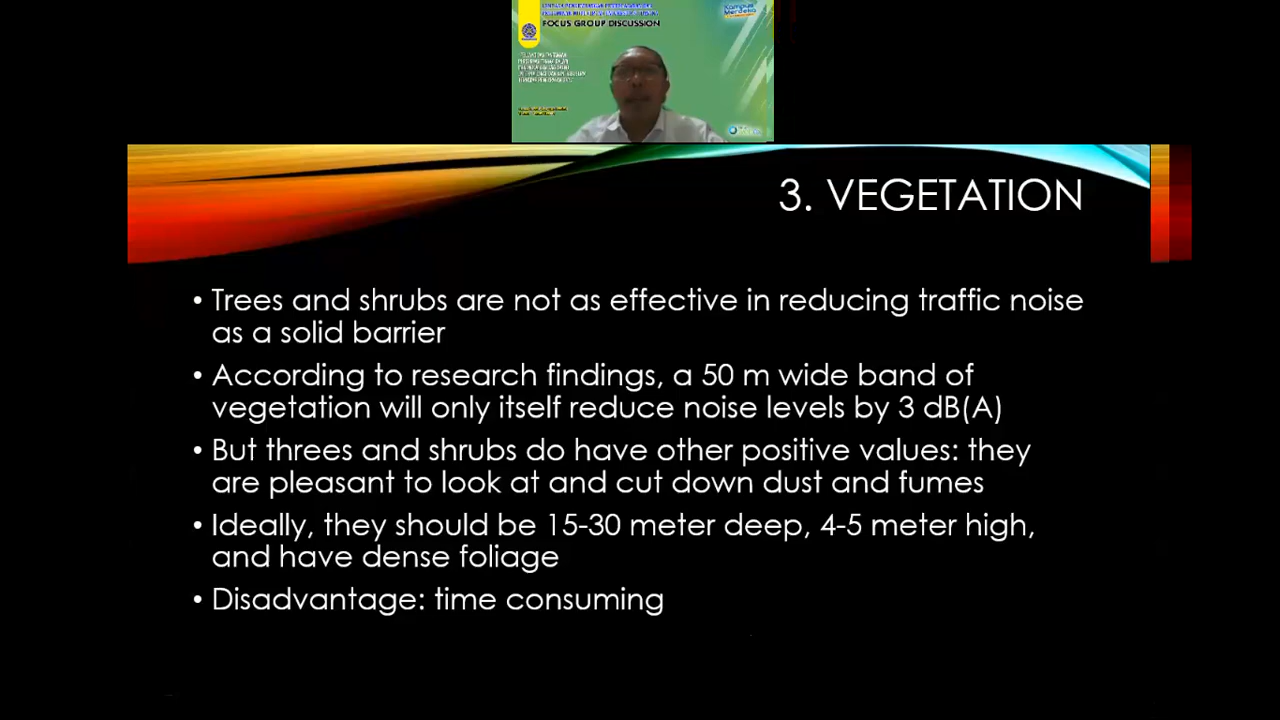 FOCUS GROUP DISCUSSION
Kampus
Merdeka
3. VEGETATION
• Trees and shrubs are not as effective in reducing traffic noise
as a solid barrier
• According to research findings, a 50 m wide band of
vegetation will only itself reduce noise levels by 3 dB(A)
• But threes and shrubs do have other positive values: they
are pleasant to look at and cut down dust and fumes
• Ideally, they should be 15-30 meter deep, 4-5 meter high,
and have dense foliage
• Disadvantage: time consuming